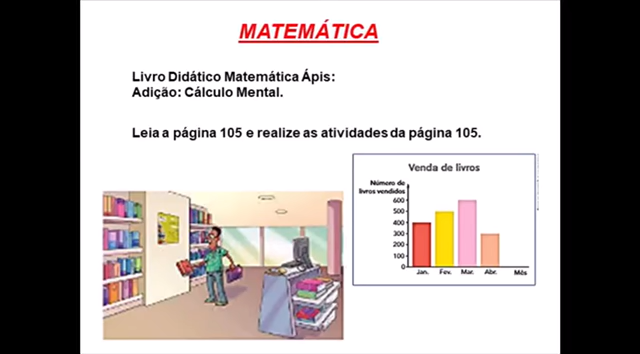 MATEMÁTICA
Livro Didático Matemática Ápis:
Adição: Cálculo Mental.
Leia a página 105 e realize as atividades da página 105.
Venda de livros
Número de
livros vendidos
600
500
400
300
200
100
0
Jan. Fev. Mar. Abr. Mês